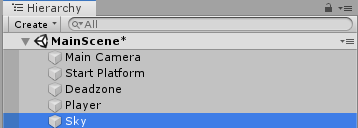 Hierarchy
Create All
MainScene*
Main Camera
Start Platform
Deadzone
Player
Sky